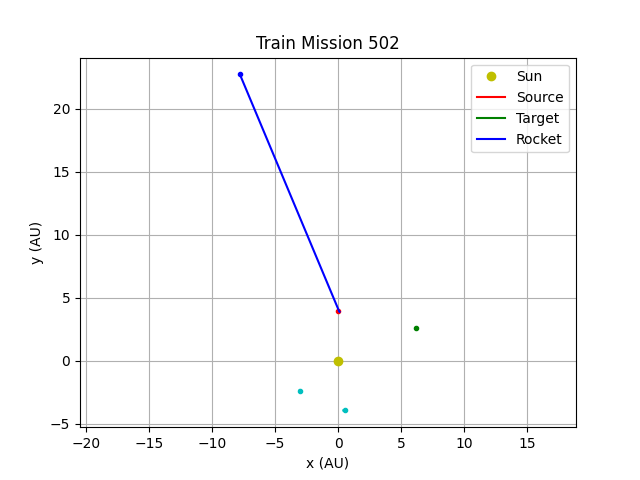 Train Mission 502
Sun
Source
Target
Rocket
y (AU)
20
15
10
5
0
−5
−20 −15 −10 −5 0 5 10 15
x (AU)